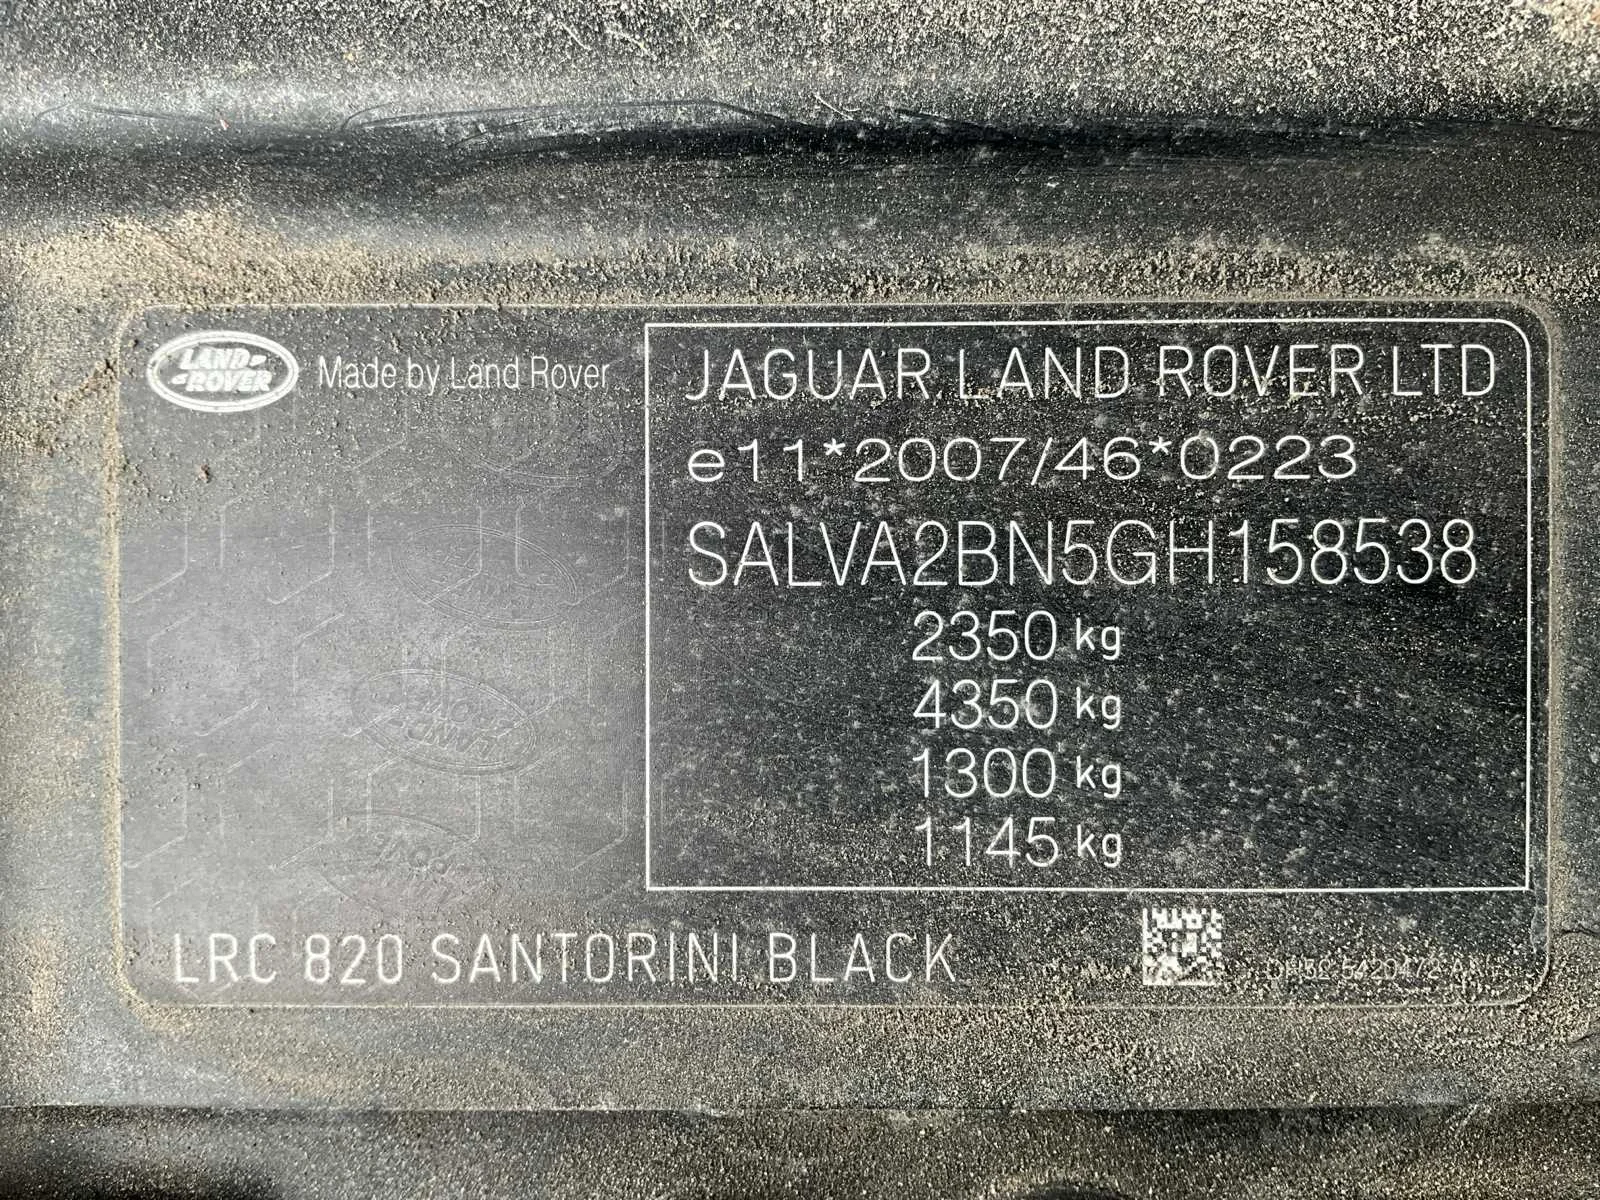 LAND-
-ROVER
Made by Land Rover
JAGUAR LAND ROVER LTD
e11*2007/46*0223
SALVA2BN5GH158538
2350 kg
4350 kg
1300 kg
1145 kg
LRC 820 SANTORINI BLACK